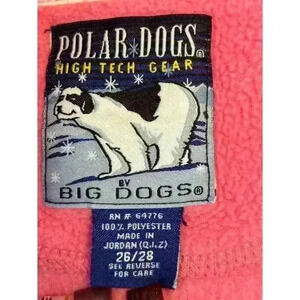 POLAR DOGS®
HIGH TECH GEAR
BY
BIG DOGS®
RN # 64776
100% POLYESTER
MADE IN
JORDAN (Q.I.Z)
26/28
SEE REVERSE
FOR CARE